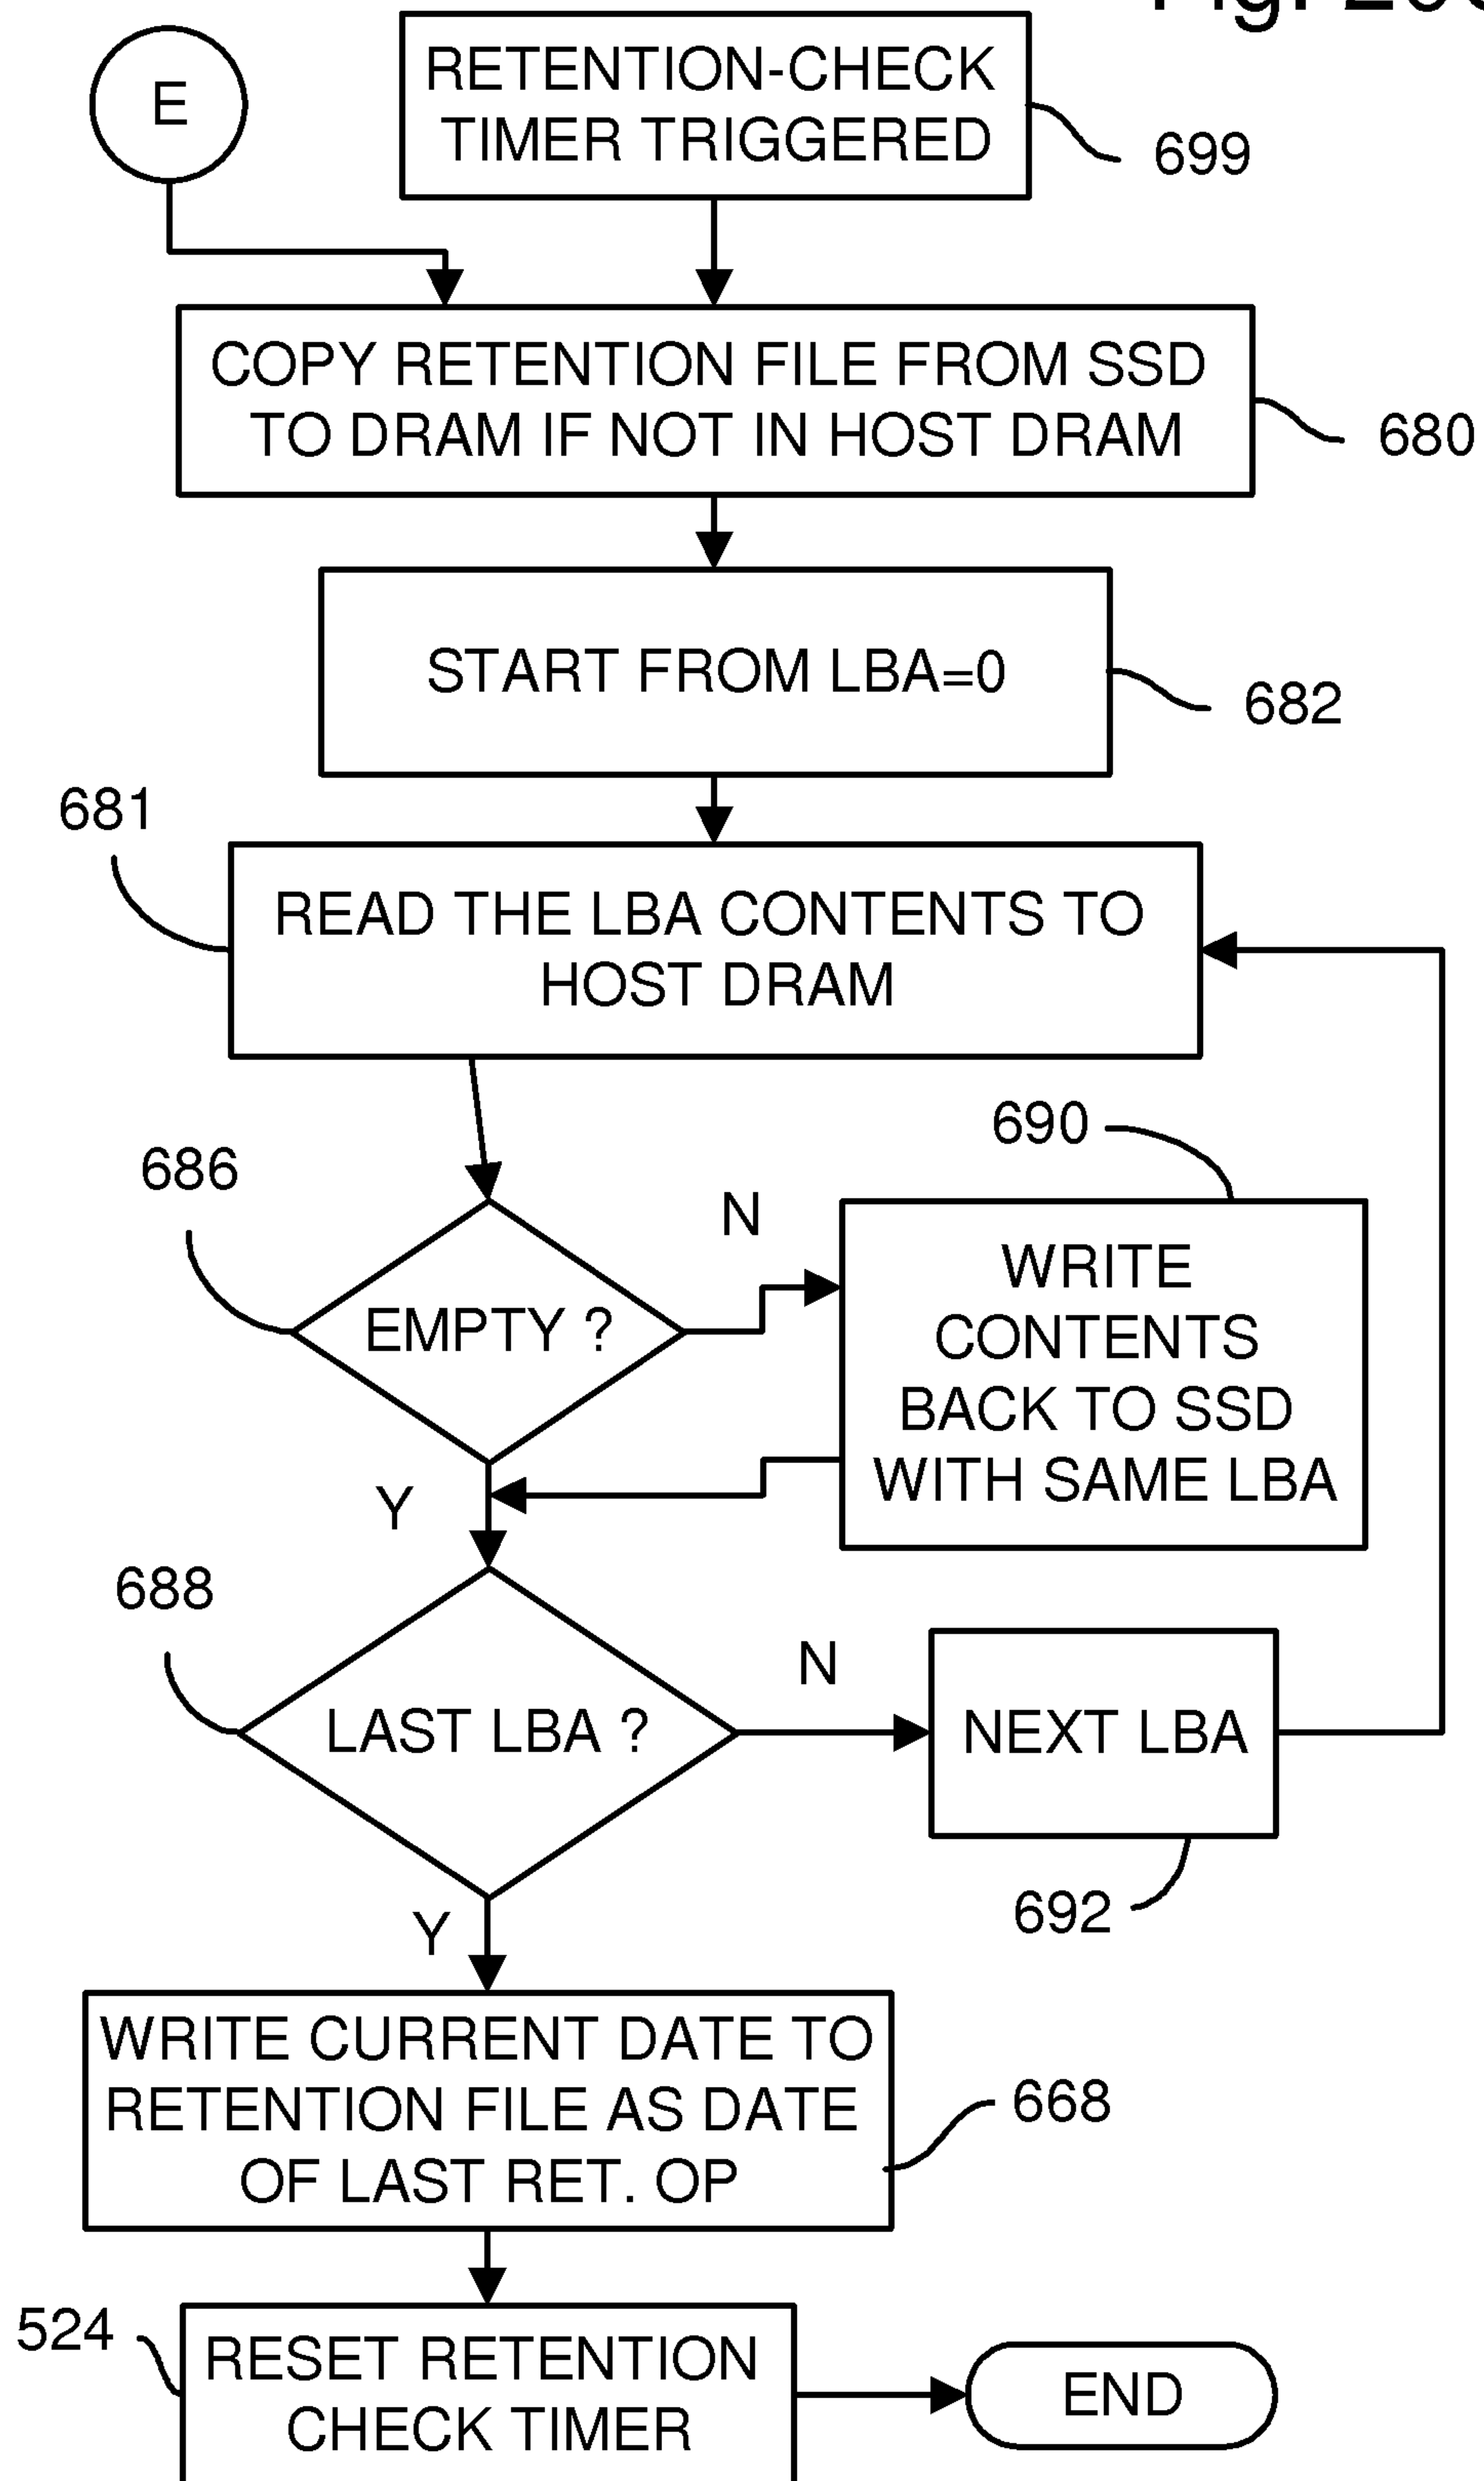 E
RETENTION-CHECK
TIMER TRIGGERED
699
COPY RETENTION FILE FROM SSD
TO DRAM IF NOT IN HOST DRAM
680
START FROM LBA=0
682
681
READ THE LBA CONTENTS TO
HOST DRAM
690
686
N
EMPTY ?
WRITE
CONTENTS
BACK TO SSD
WITH SAME LBA
Y
688
N
LAST LBA ?
NEXT LBA
692
Y
WRITE CURRENT DATE TO
RETENTION FILE AS DATE
OF LAST RET. OP
668
524
RESET RETENTION
CHECK TIMER
END